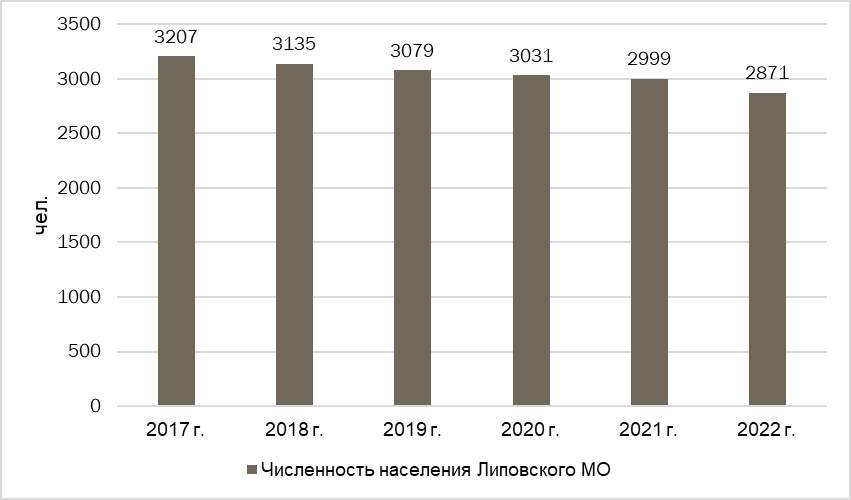 3500
3000
2500
2000
1500
1000
500
0
чел.
3207
3135
3079
3031
2999
2871
2017 г.
2018 г.
2019 г.
2020 г.
2021 г.
2022 г.
Численность населения Липовского МО